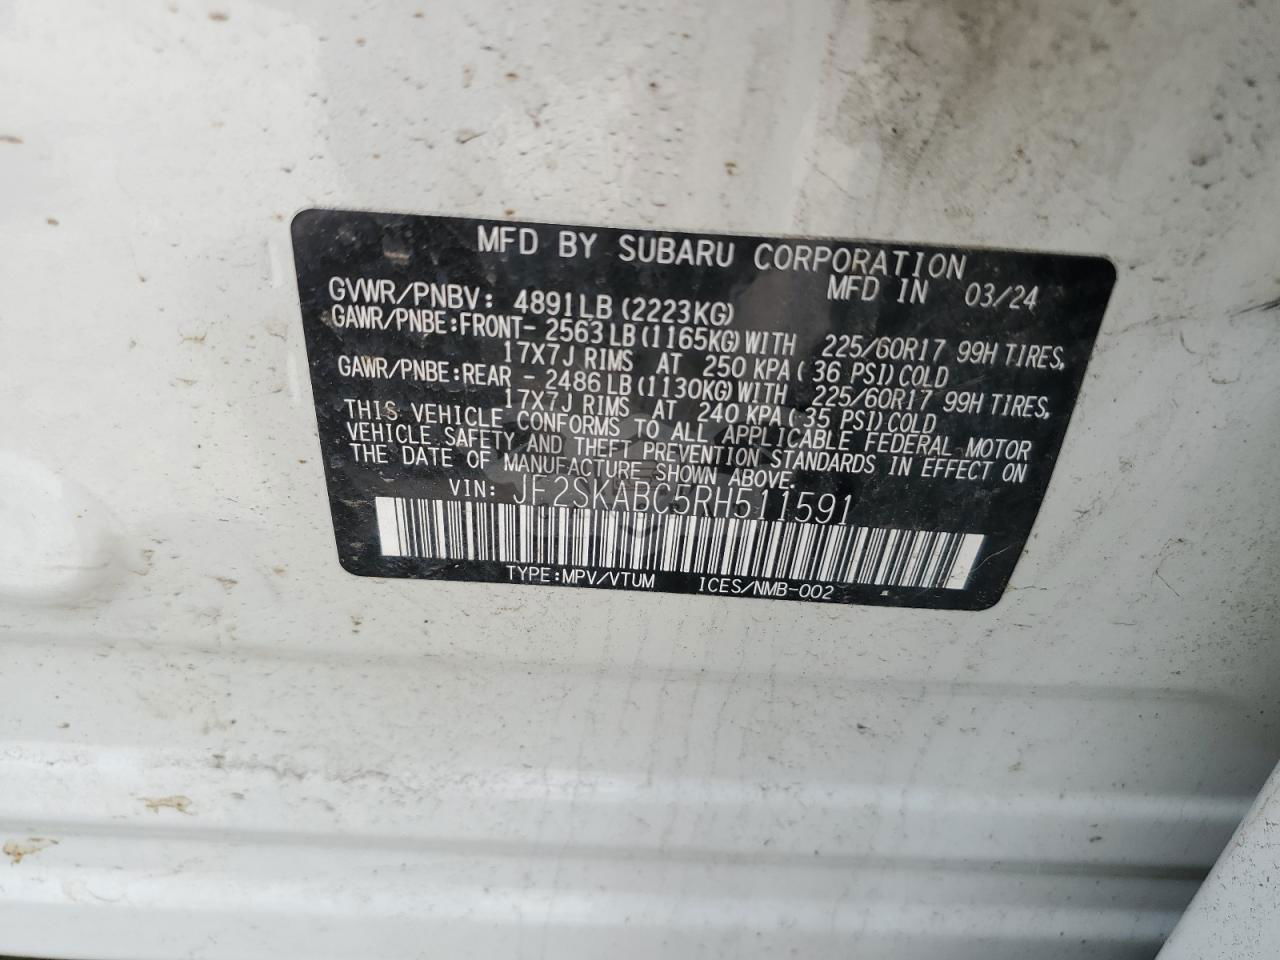 MFD BY SUBARU CORPORATION
MFD IN 03/24
GVWR/PNBV: 4891LB (2223KG)
GAWR/PNBE:FRONT- 2563 LB (1165KG) WITH 225/60R17 99H TIRES,
17X7J RIMS AT 250 KPA ( 36 PSI) COLD
GAWR/PNBE:REAR - 2486 LB (1130KG) WITH 225/60R17 99H TIRES,
17X7J RIMS AT 240 KPA ( 35 PSI) COLD
THIS VEHICLE CONFORMS TO ALL APPLICABLE FEDERAL MOTOR
VEHICLE SAFETY AND THEFT PREVENTION STANDARDS IN EFFECT ON
THE DATE OF MANUFACTURE SHOWN ABOVE.
VIN: JF2SKABC5RH511591
TYPE:MPV/VTUM ICES/NMB-002